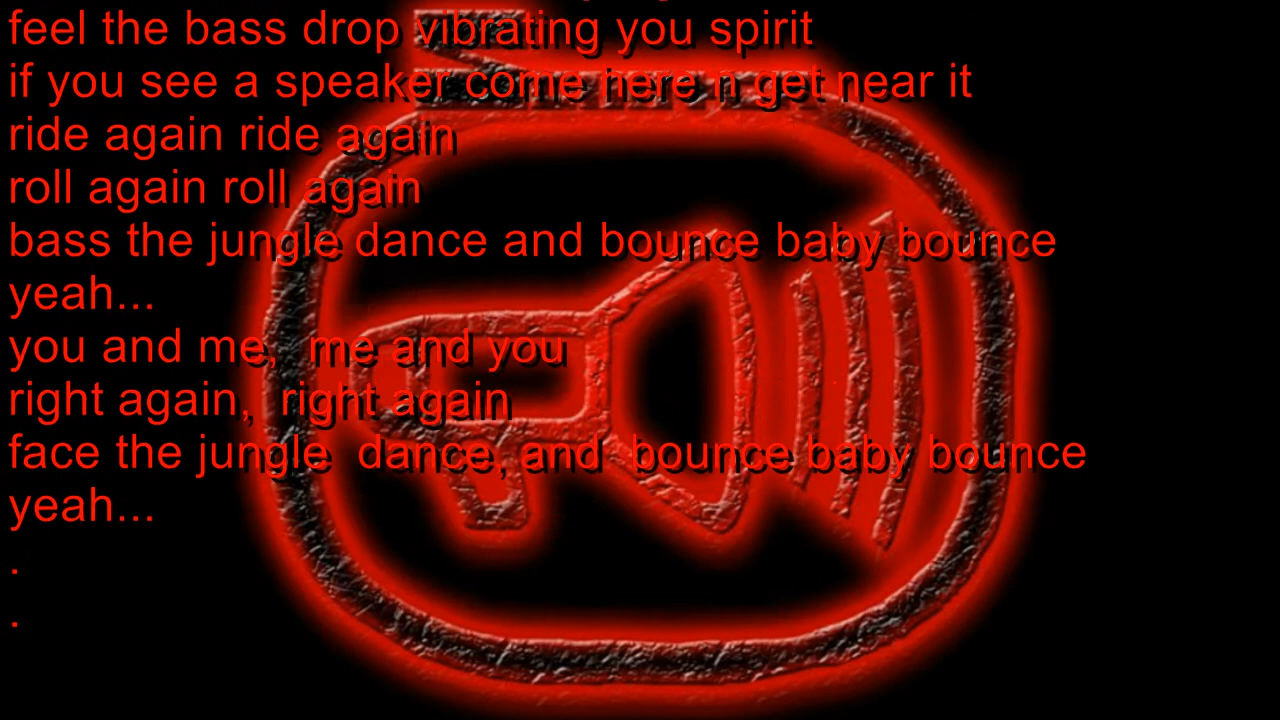 feel the bass drop vibrating you spirit
if you see a speaker come here n get near it
ride again ride again
roll again roll again
bass the jungle dance and bounce baby bounce
yeah...
you and me,  me and you
right again,  right again
face the jungle  dance, and  bounce baby bounce
yeah...
.
.